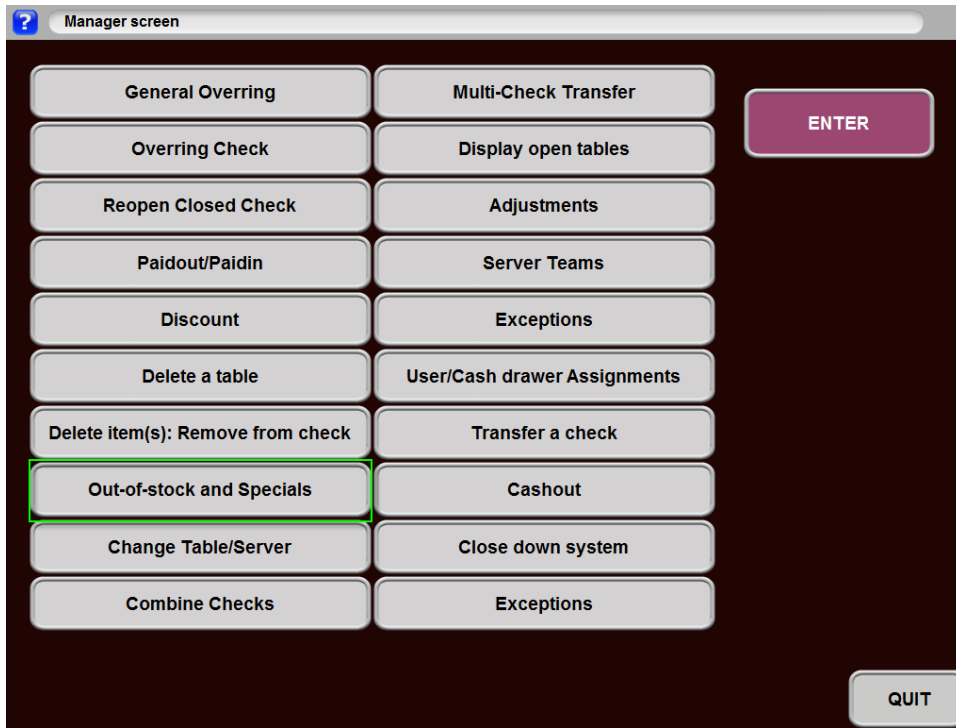 ?
Manager screen
General Overring
Multi-Check Transfer
ENTER
Overring Check
Display open tables
Reopen Closed Check
Adjustments
Paidout/Paidin
Server Teams
Discount
Exceptions
Delete a table
User/Cash drawer Assignments
Delete item(s): Remove from check
Transfer a check
Out-of-stock and Specials
Cashout
Change Table/Server
Close down system
Combine Checks
Exceptions
QUIT